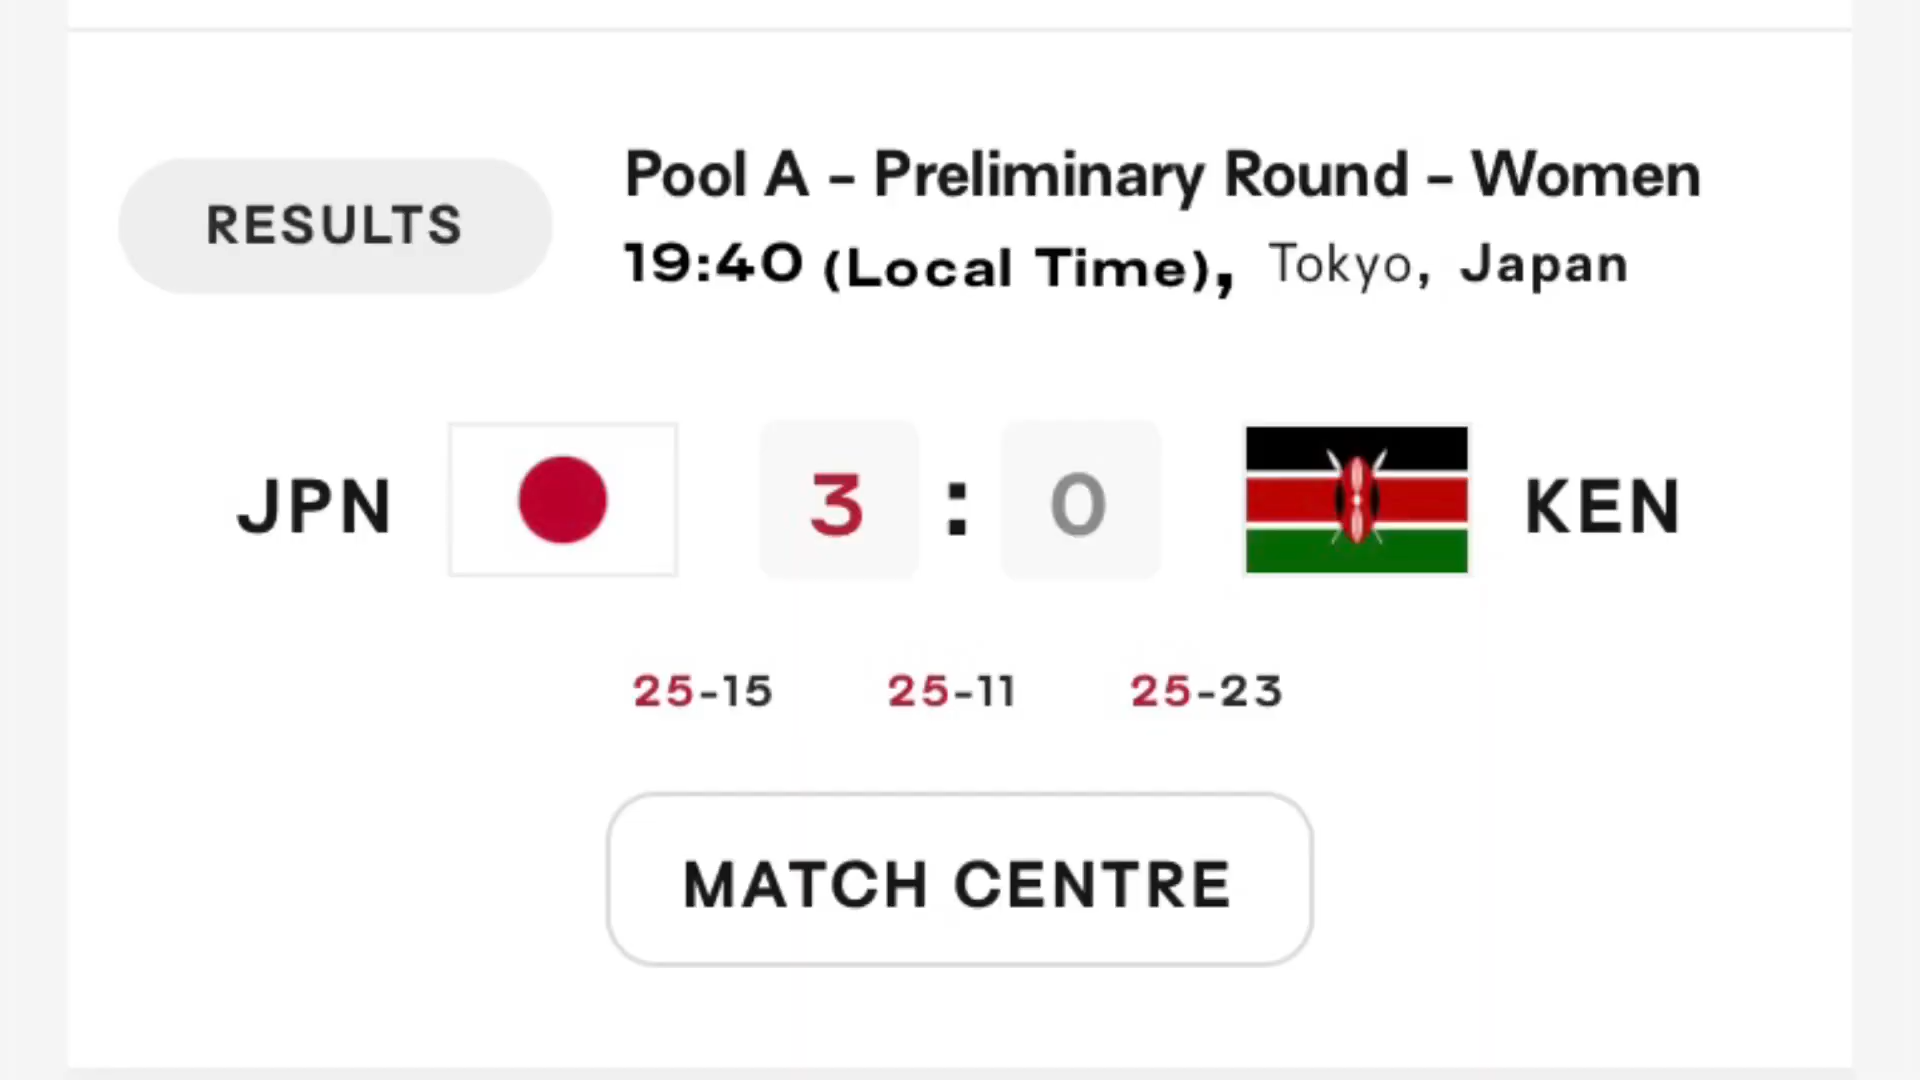 RESULTS
Pool A - Preliminary Round - Women
19:40 (Local Time), Tokyo, Japan
JPN 3 : 0 KEN
25-15 25-11 25-23
MATCH CENTRE